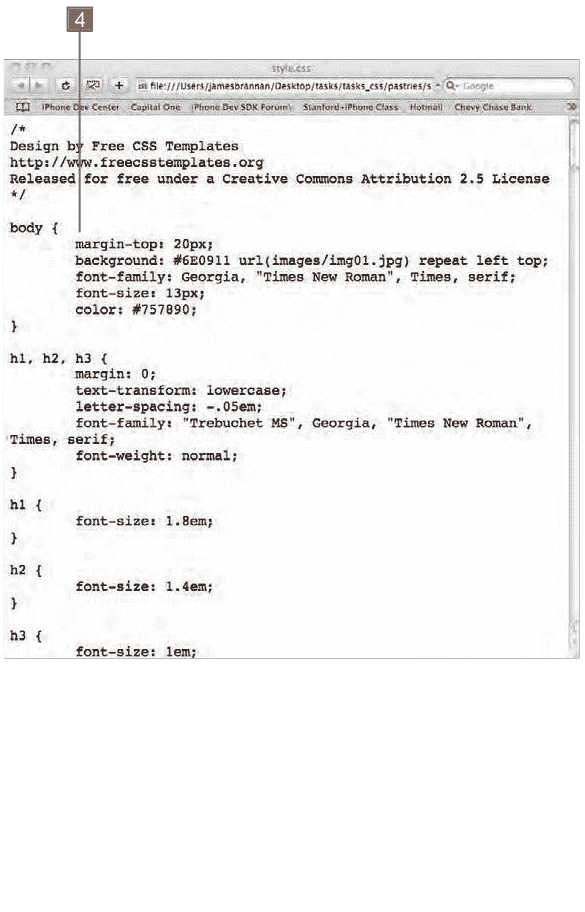 4
style.css
file:///Users/jamesbrannan/Desktop/tasks/tasks_css/pastries/s Google
iPhone Dev Center Capital One iPhone Dev SDK Forum Stanford-iPhone Class Hotmail Chevy Chase Bank
/*
Design by Free CSS Templates
http://www.freecsstemplates.org
Released for free under a Creative Commons Attribution 2.5 License
*/
body {
margin-top: 20px;
background: #6E0911 url(images/img01.jpg) repeat left top;
font-family: Georgia, "Times New Roman", Times, serif;
font-size: 13px;
color: #757890;
}
h1, h2, h3 {
margin: 0;
text-transform: lowercase;
letter-spacing: -.05em;
font-family: "Trebuchet MS", Georgia, "Times New Roman",
Times, serif;
font-weight: normal;
}
h1 {
font-size: 1.8em;
}
h2 {
font-size: 1.4em;
}
h3 {
font-size: 1em;